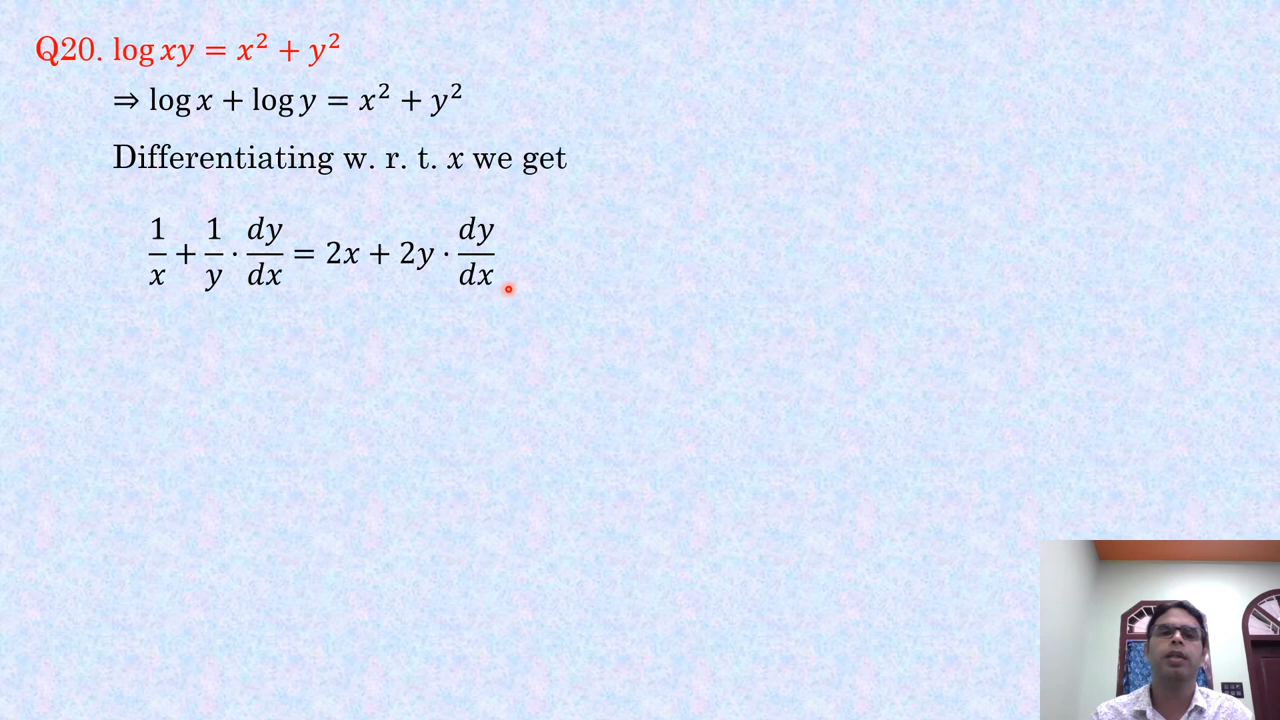 Q20. log xy = x² + y²
⇒ log x + log y = x² + y²
Differentiating w. r. t. x we get
1/x + 1/y · dy/dx = 2x + 2y · dy/dx